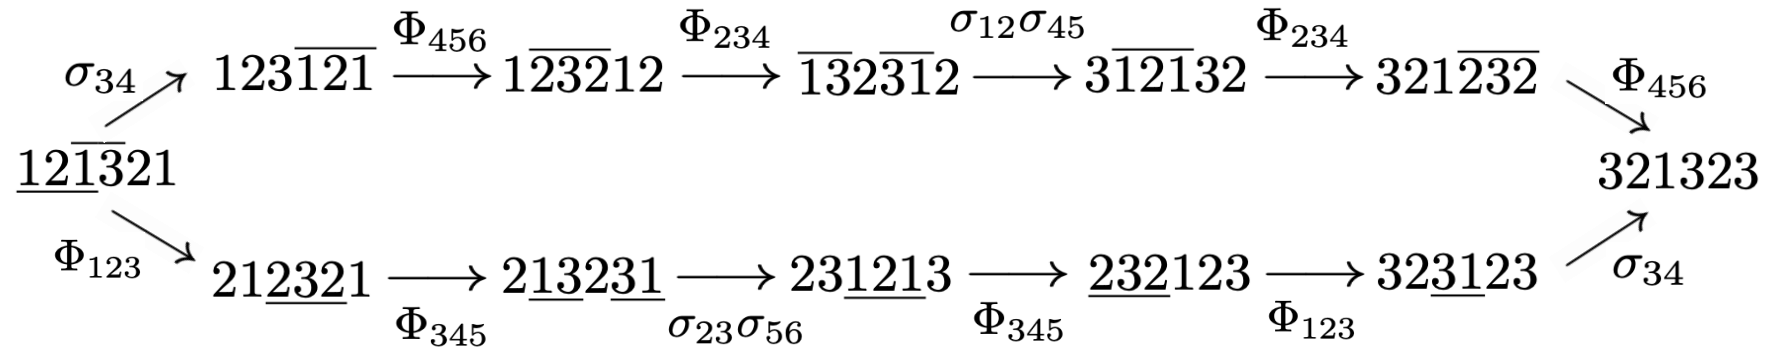 σ₃₄ Φ₄₅₆ Φ₂₃₄ σ₁₂σ₄₅ Φ₂₃₄ Φ₄₅₆
123121 → 123212 → 132312 → 312132 → 321232
121321 321323
Φ₁₂₃ 212321 → 213231 → 231213 → 232123 → 323123 σ₃₄
Φ₃₄₅ σ₂₃σ₅₆ Φ₃₄₅ Φ₁₂₃